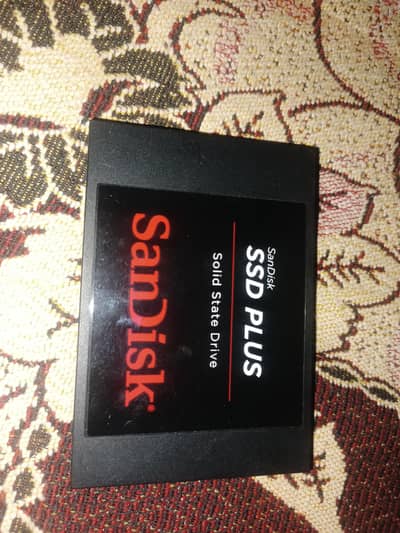 SanDisk
SSD PLUS
Solid State Drive
SanDisk